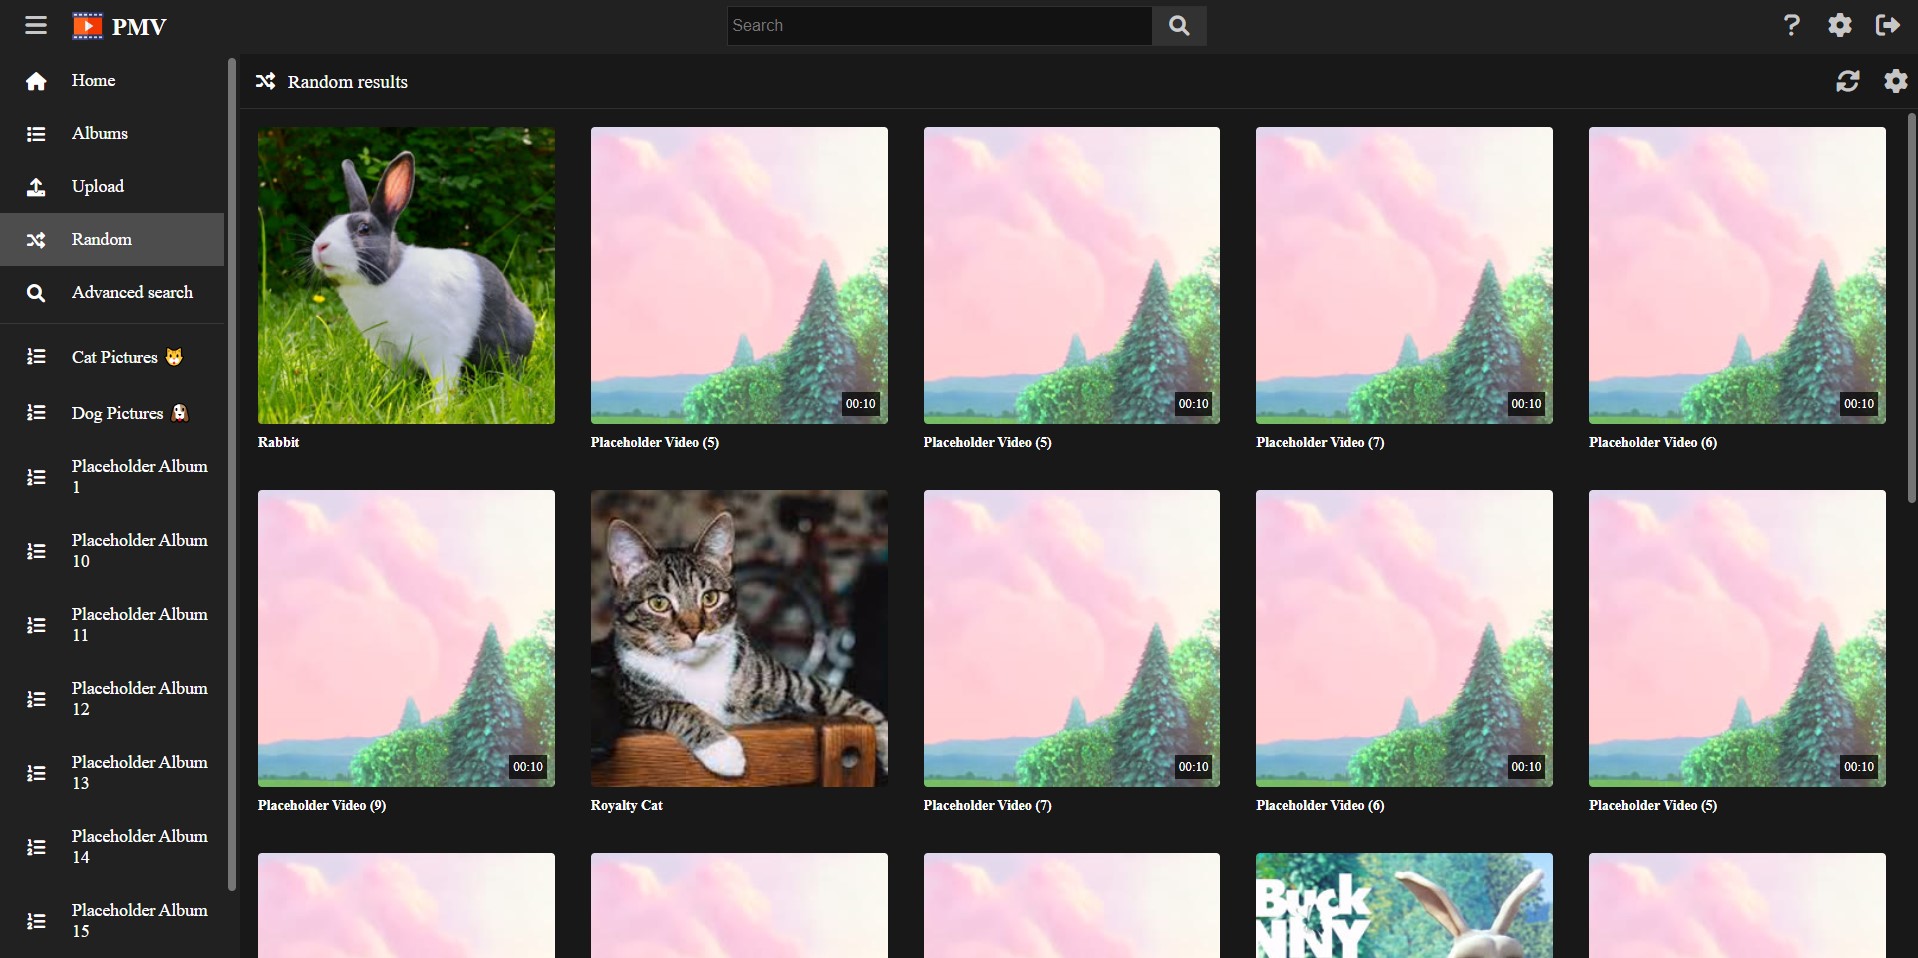 PMV
Search
?
Home
Albums
Upload
Random
Advanced search
Cat Pictures 🐱
Dog Pictures 🐶
Placeholder Album
1
Placeholder Album
10
Placeholder Album
11
Placeholder Album
12
Placeholder Album
13
Placeholder Album
14
Placeholder Album
15
Random results
00:10
00:10
00:10
00:10
Rabbit
Placeholder Video (5)
Placeholder Video (5)
Placeholder Video (7)
Placeholder Video (6)
00:10
00:10
00:10
00:10
Placeholder Video (9)
Royalty Cat
Placeholder Video (7)
Placeholder Video (6)
Placeholder Video (5)
Buck
NNY